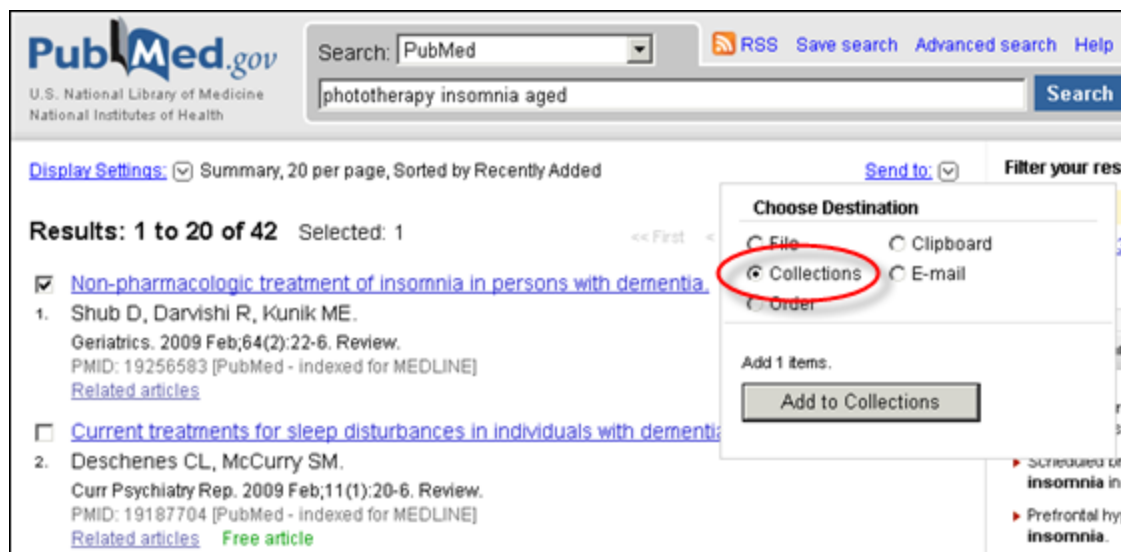 PubMed.gov
U.S. National Library of Medicine
National Institutes of Health
Search: PubMed
RSS Save search Advanced search Help
phototherapy insomnia aged
Search
Display Settings: Summary, 20 per page, Sorted by Recently Added
Send to:
Filter your res
Results: 1 to 20 of 42 Selected: 1
<< First <
Choose Destination
File
Clipboard
Collections
E-mail
Order
Add 1 items.
Add to Collections
Non-pharmacologic treatment of insomnia in persons with dementia.
1. Shub D, Darvishi R, Kunik ME.
Geriatrics. 2009 Feb;64(2):22-6. Review.
PMID: 19256583 [PubMed - indexed for MEDLINE]
Related articles
Current treatments for sleep disturbances in individuals with dementia
2. Deschenes CL, McCurry SM.
Curr Psychiatry Rep. 2009 Feb;11(1):20-6. Review.
PMID: 19187704 [PubMed - indexed for MEDLINE]
Related articles Free article
Scheduled
insomnia in
Prefrontal hy
insomnia.